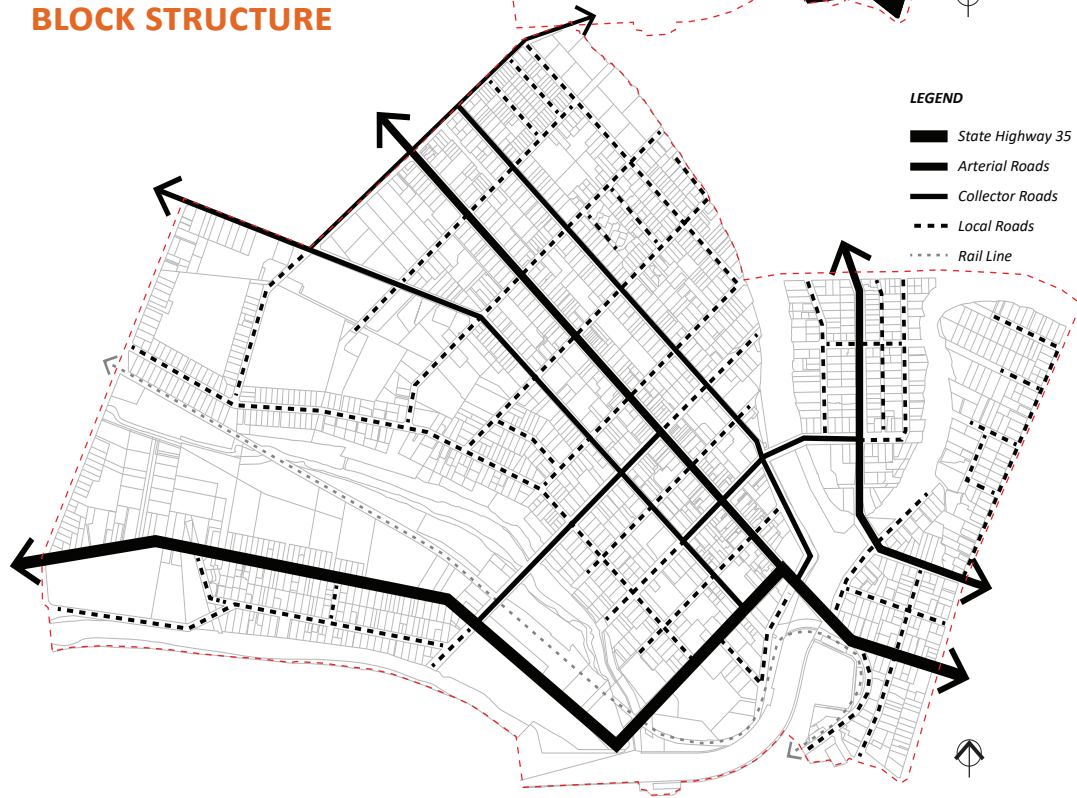 BLOCK STRUCTURE
LEGEND
State Highway 35
Arterial Roads
Collector Roads
Local Roads
Rail Line